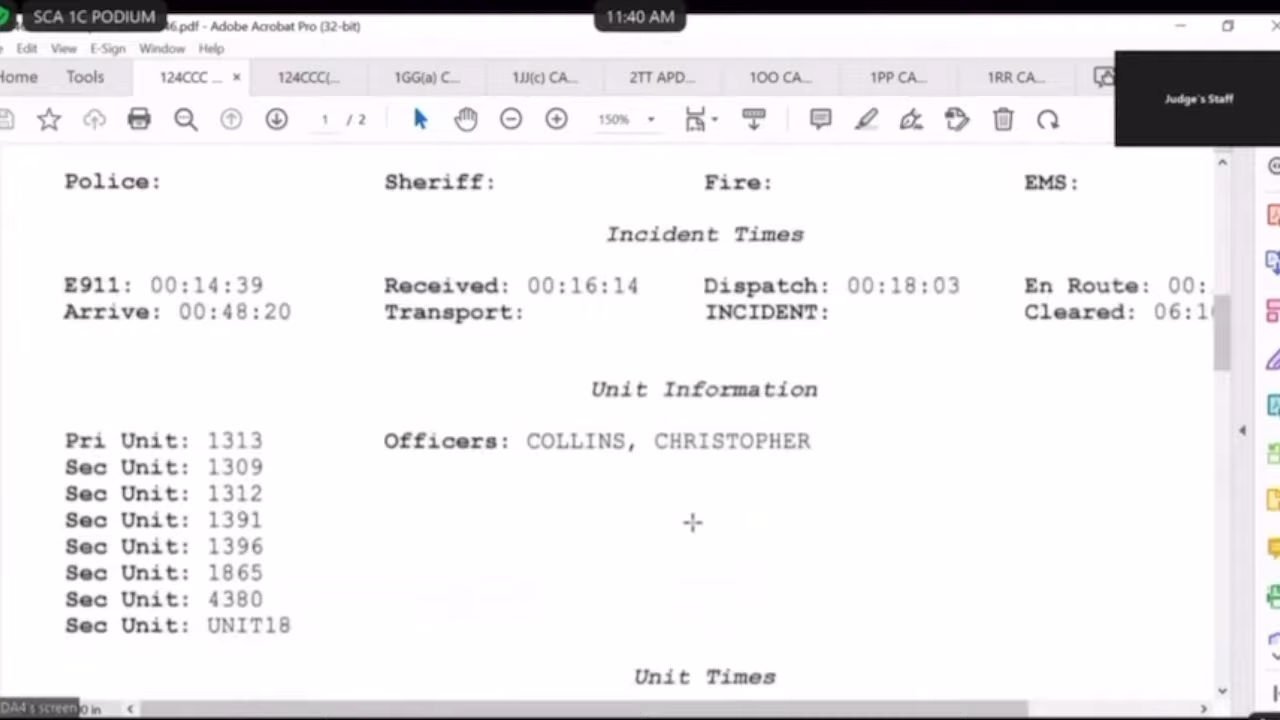 SCA 1C PODIUM
46.pdf - Adobe Acrobat Pro (32-bit)
11:40 AM
Edit View E-Sign Window Help
Home Tools 124CCC ... × 124CCC(... 1GG(a) C... 1JJ(c) CA... 2TT APD... 1OO CA... 1PP CA... 1RR CA...
Judge's Staff
1 / 2 150%
Police: Sheriff: Fire: EMS:
Incident Times
E911: 00:14:39 Received: 00:16:14 Dispatch: 00:18:03 En Route: 00:
Arrive: 00:48:20 Transport: INCIDENT: Cleared: 06:1
Unit Information
Pri Unit: 1313 Officers: COLLINS, CHRISTOPHER
Sec Unit: 1309
Sec Unit: 1312
Sec Unit: 1391
Sec Unit: 1396
Sec Unit: 1865
Sec Unit: 4380
Sec Unit: UNIT18
Unit Times
DA4's screen 0 in